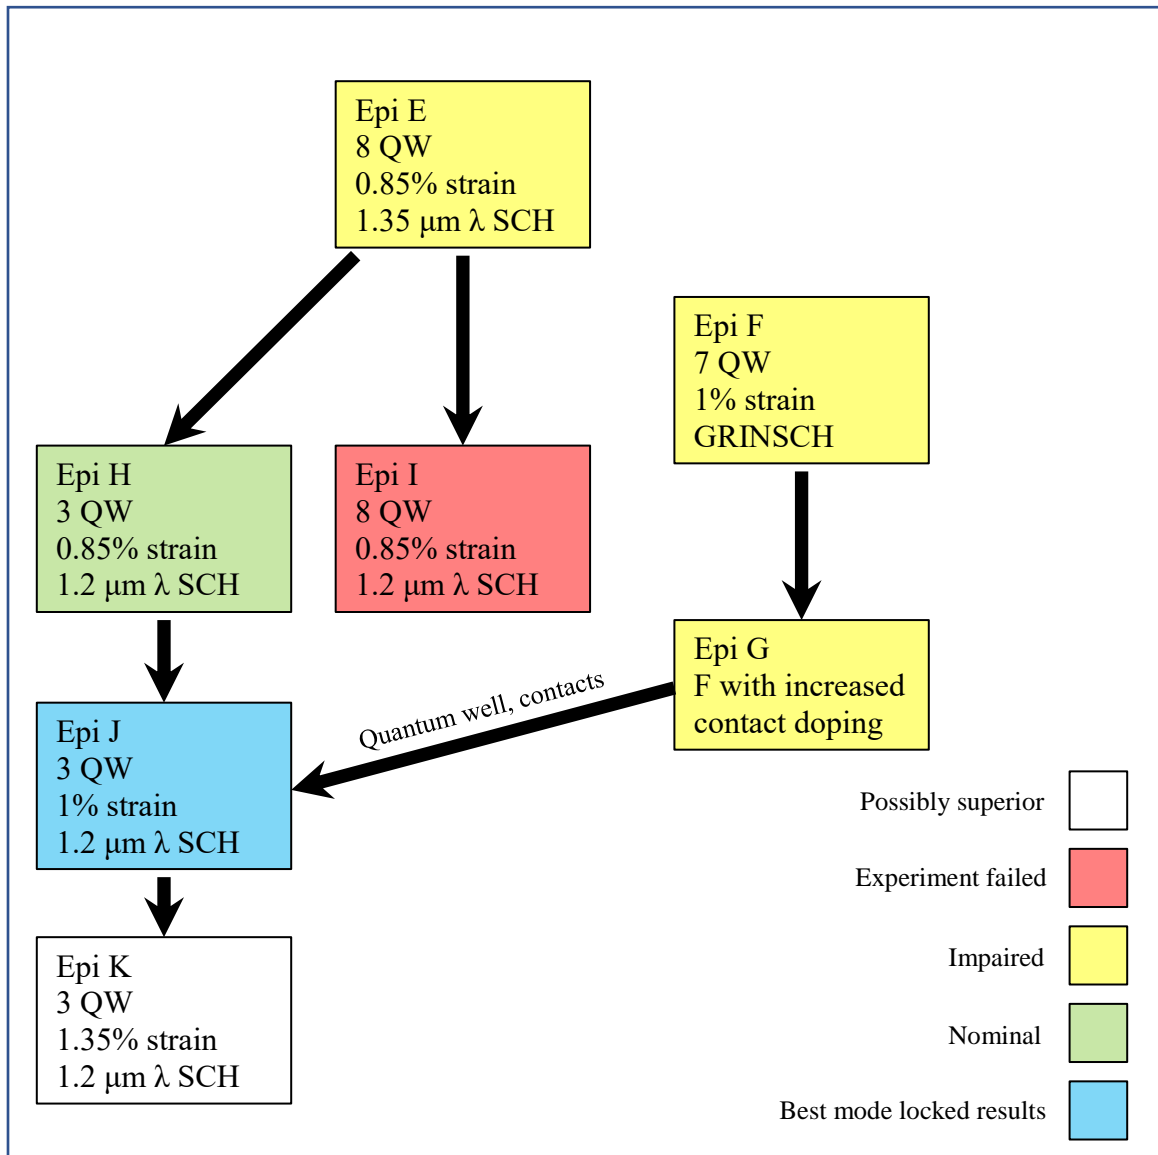 Epi E
8 QW
0.85% strain
1.35 μm λ SCH
Epi F
7 QW
1% strain
GRINSCH
Epi H
3 QW
0.85% strain
1.2 μm λ SCH
Epi I
8 QW
0.85% strain
1.2 μm λ SCH
Epi G
F with increased
contact doping
Quantum well, contacts
Epi J
3 QW
1% strain
1.2 μm λ SCH
Epi K
3 QW
1.35% strain
1.2 μm λ SCH
Possibly superior
Experiment failed
Impaired
Nominal
Best mode locked results